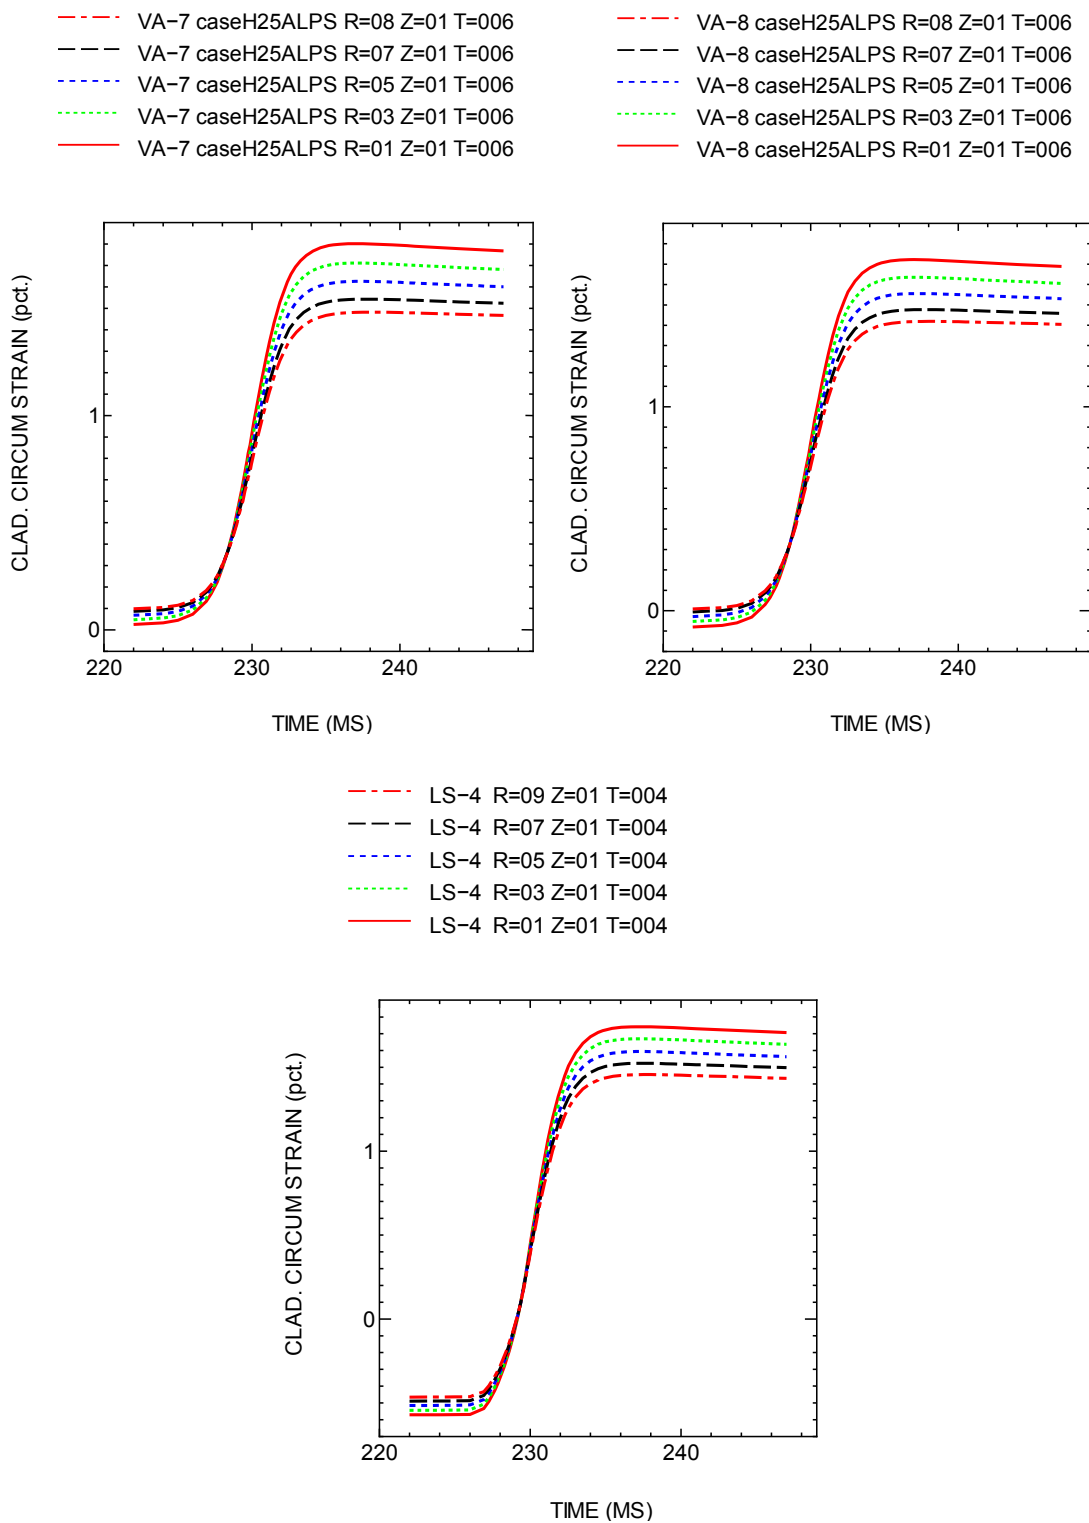 VA−7 caseH25ALPS R=08 Z=01 T=006
VA−7 caseH25ALPS R=07 Z=01 T=006
VA−7 caseH25ALPS R=05 Z=01 T=006
VA−7 caseH25ALPS R=03 Z=01 T=006
VA−7 caseH25ALPS R=01 Z=01 T=006
CLAD. CIRCUM STRAIN (pct.)
1
0
220 230 240
TIME (MS)
VA−8 caseH25ALPS R=08 Z=01 T=006
VA−8 caseH25ALPS R=07 Z=01 T=006
VA−8 caseH25ALPS R=05 Z=01 T=006
VA−8 caseH25ALPS R=03 Z=01 T=006
VA−8 caseH25ALPS R=01 Z=01 T=006
CLAD. CIRCUM STRAIN (pct.)
1
0
220 230 240
TIME (MS)
LS−4 R=09 Z=01 T=004
LS−4 R=07 Z=01 T=004
LS−4 R=05 Z=01 T=004
LS−4 R=03 Z=01 T=004
LS−4 R=01 Z=01 T=004
CLAD. CIRCUM STRAIN (pct.)
1
0
220 230 240
TIME (MS)